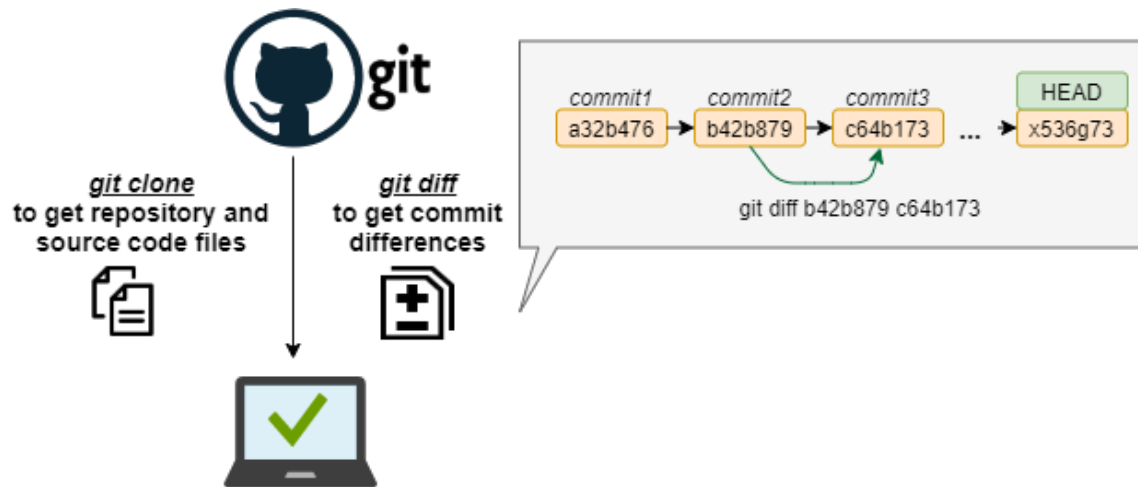 git
git clone
to get repository and
source code files
git diff
to get commit
differences
commit1
commit2
commit3
HEAD
a32b476
b42b879
c64b173
...
x536g73
git diff b42b879 c64b173